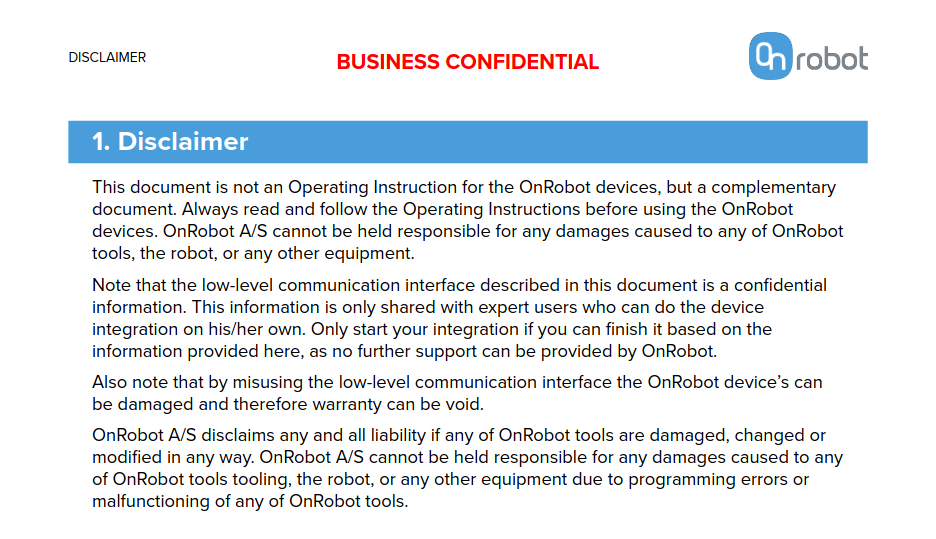 DISCLAIMER
BUSINESS CONFIDENTIAL
On robot
1. Disclaimer
This document is not an Operating Instruction for the OnRobot devices, but a complementary
document. Always read and follow the Operating Instructions before using the OnRobot
devices. OnRobot A/S cannot be held responsible for any damages caused to any of OnRobot
tools, the robot, or any other equipment.
Note that the low-level communication interface described in this document is a confidential
information. This information is only shared with expert users who can do the device
integration on his/her own. Only start your integration if you can finish it based on the
information provided here, as no further support can be provided by OnRobot.
Also note that by misusing the low-level communication interface the OnRobot device's can
be damaged and therefore warranty can be void.
OnRobot A/S disclaims any and all liability if any of OnRobot tools are damaged, changed or
modified in any way. OnRobot A/S cannot be held responsible for any damages caused to any
of OnRobot tools tooling, the robot, or any other equipment due to programming errors or
malfunctioning of any of OnRobot tools.